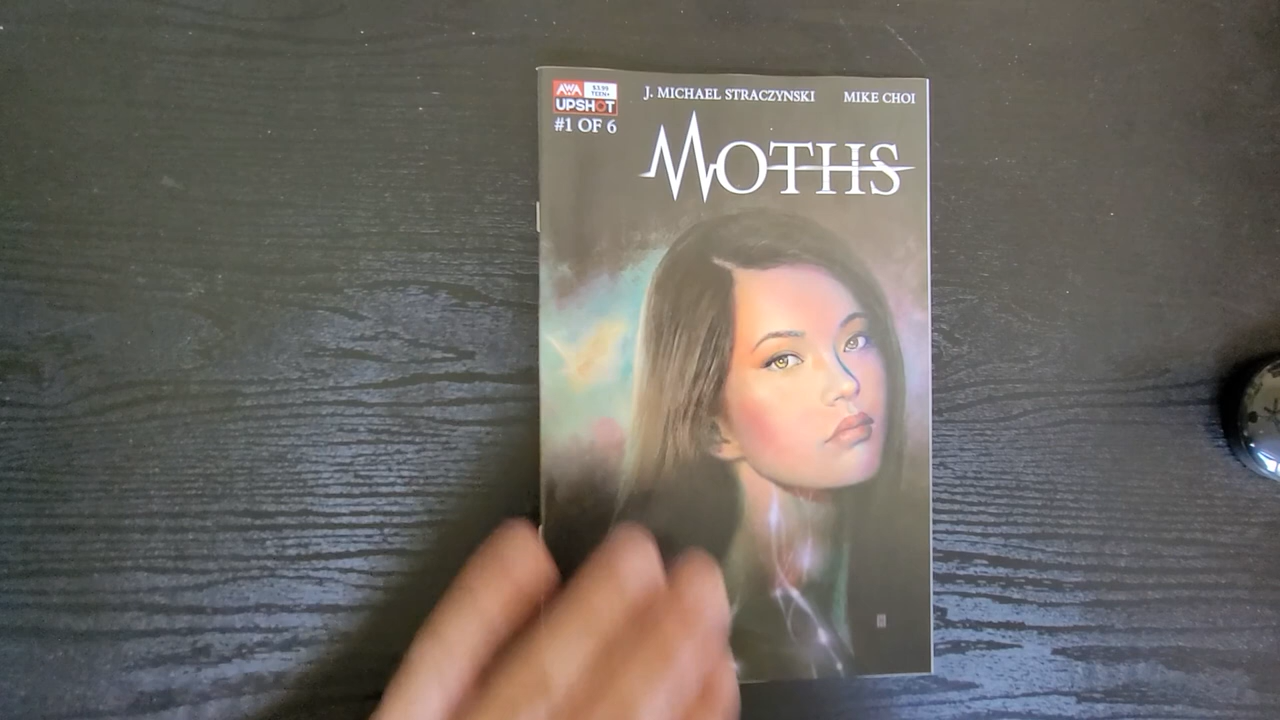 AWA
$3.99
TEEN+
UPSHOT
#1 OF 6
J. MICHAEL STRACZYNSKI
MIKE CHOI
MOTHS